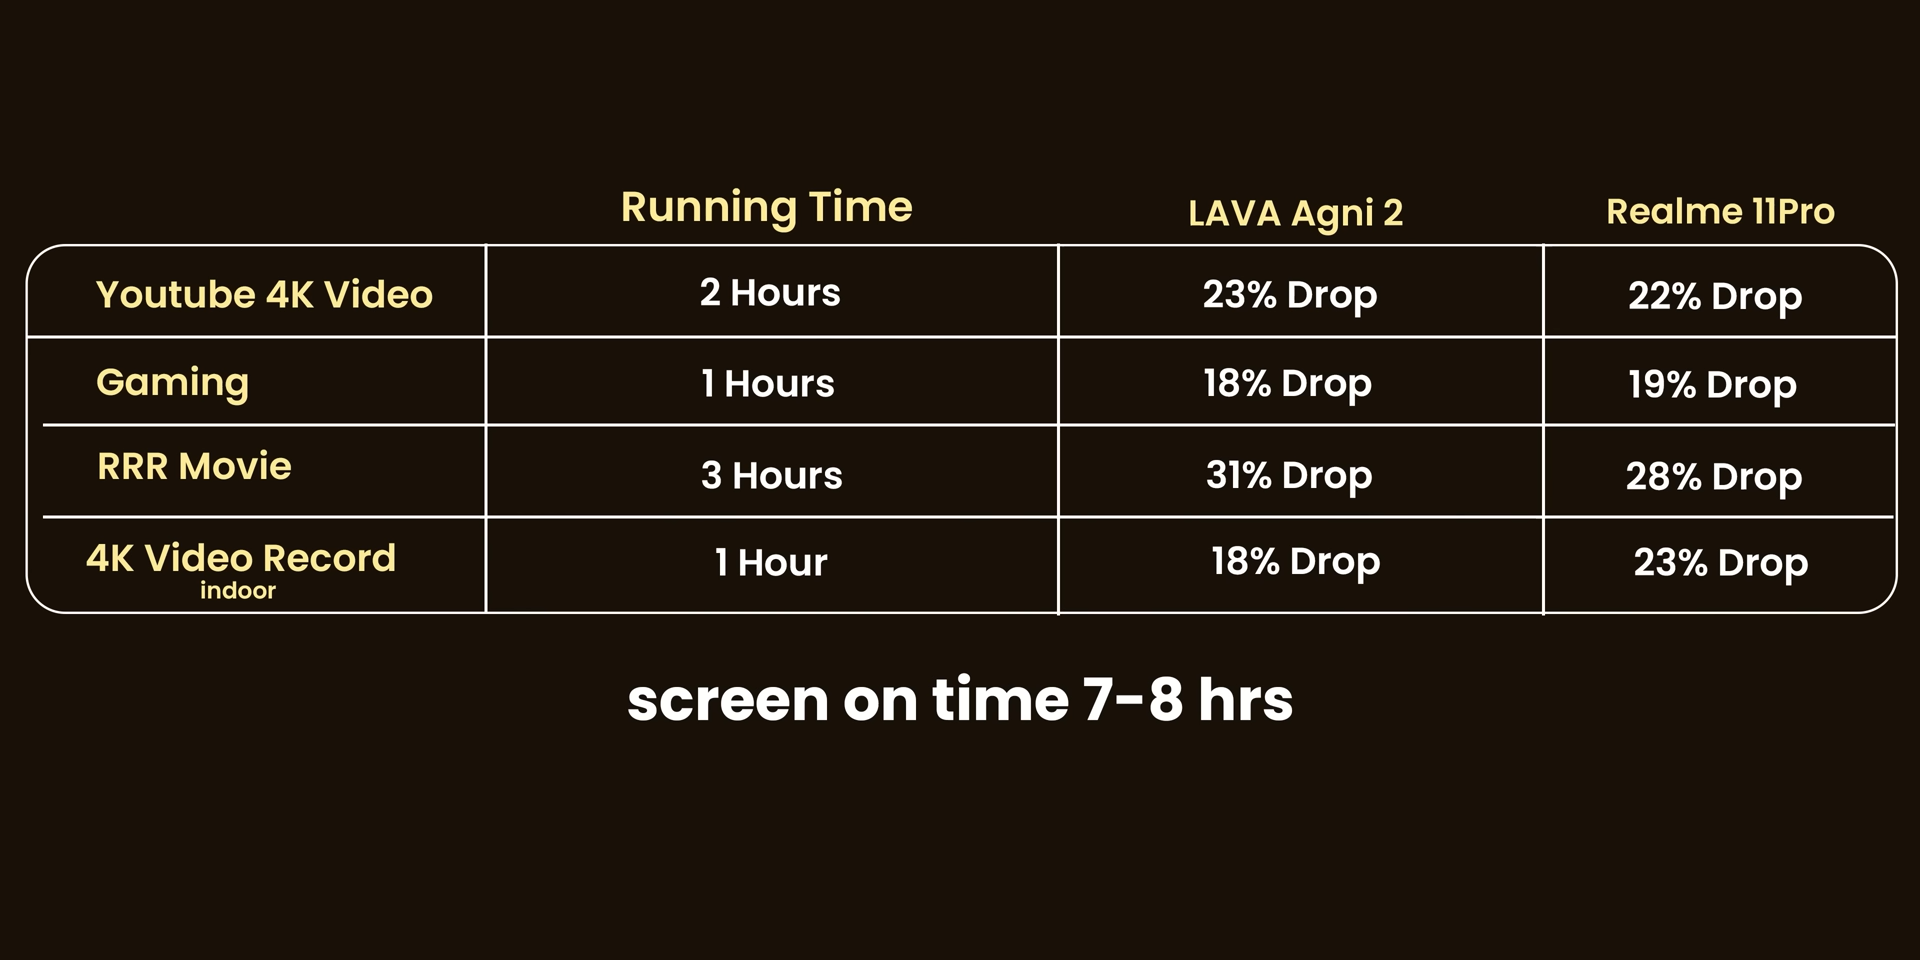 Running Time LAVA Agni 2 Realme 11Pro
Youtube 4K Video 2 Hours 23% Drop 22% Drop
Gaming 1 Hours 18% Drop 19% Drop
RRR Movie 3 Hours 31% Drop 28% Drop
4K Video Record 1 Hour 18% Drop 23% Drop
indoor
screen on time 7-8 hrs